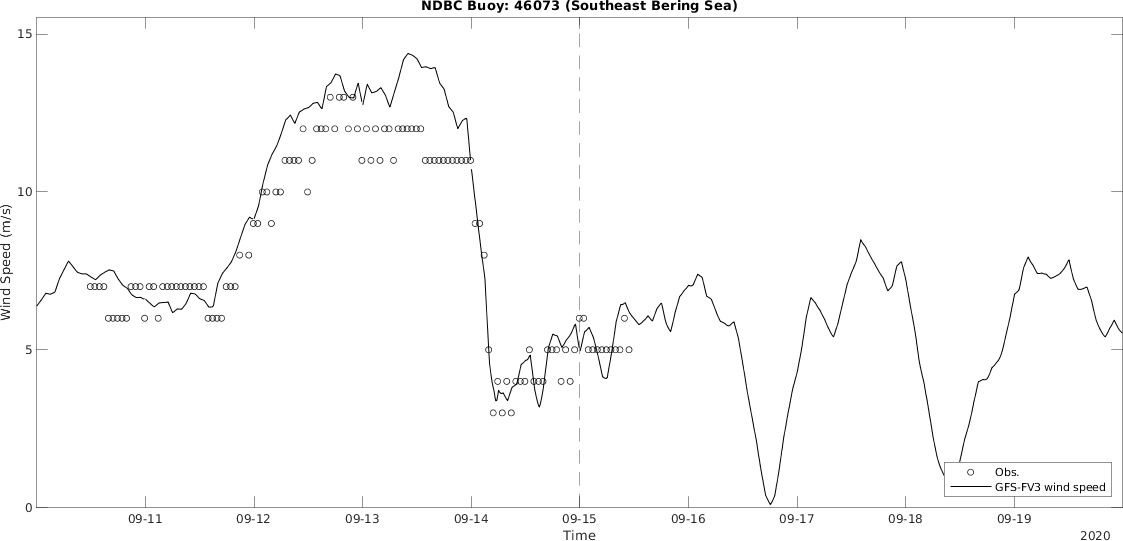 NDBC Buoy: 46073 (Southeast Bering Sea)
15
10
5
0
Wind Speed (m/s)
09-11 09-12 09-13 09-14 09-15 09-16 09-17 09-18 09-19
Time
2020
Obs.
GFS-FV3 wind speed